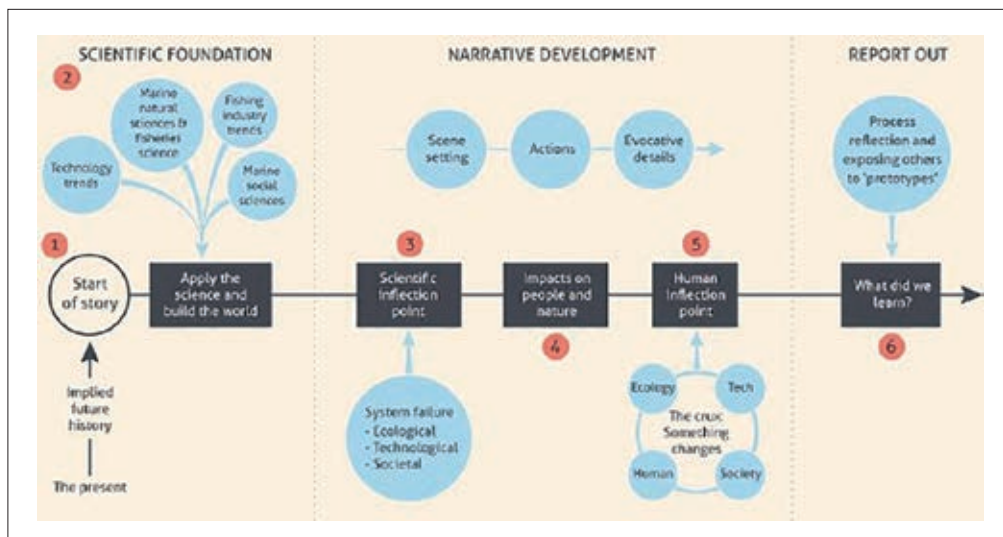 SCIENTIFIC FOUNDATION
NARRATIVE DEVELOPMENT
REPORT OUT
2
Technology
trends
Marine
natural
sciences &
fisheries
science
Fishing
industry
trends
Marine
social
sciences
Scene
setting
Actions
Evocative
details
Process
reflection and
exposing others
to 'prototypes'
1
Start
of story
Apply the
science and
build the world
3
Scientific
inflection
point
Impacts on
people and
nature
4
5
Human
inflection
point
What did we
learn?
6
Implied
future
history
The present
System failure
- Ecological
- Technological
- Societal
Ecology
Tech
The crux:
Something
changes
Human
Society